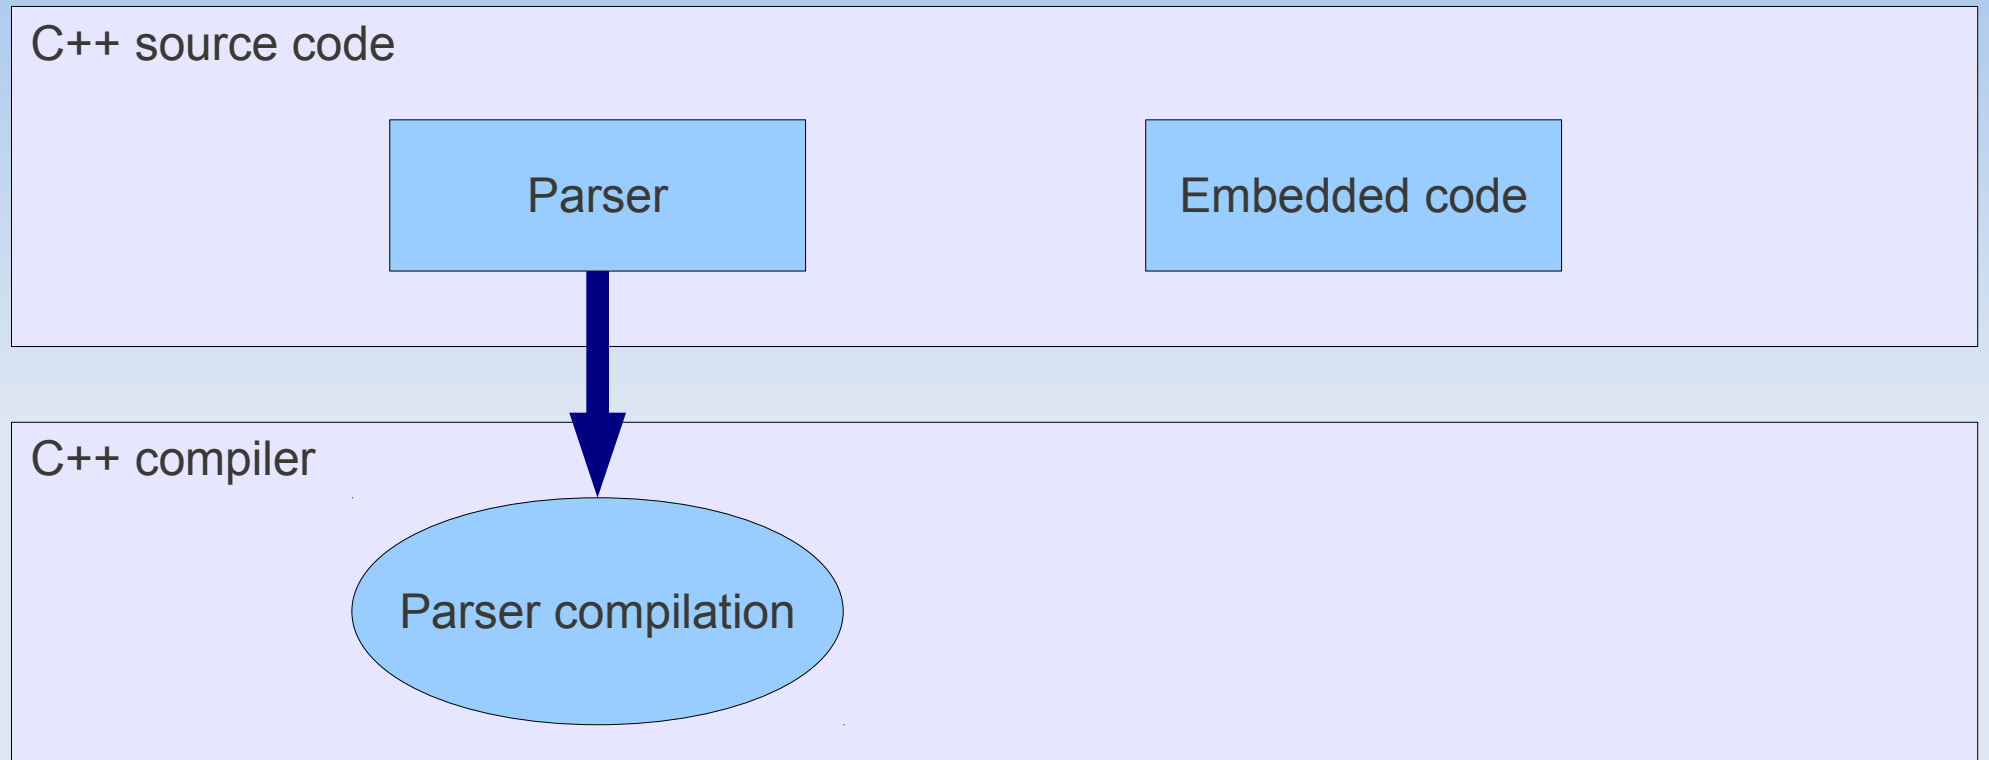 C++ source code
Parser
Embedded code
C++ compiler
Parser compilation